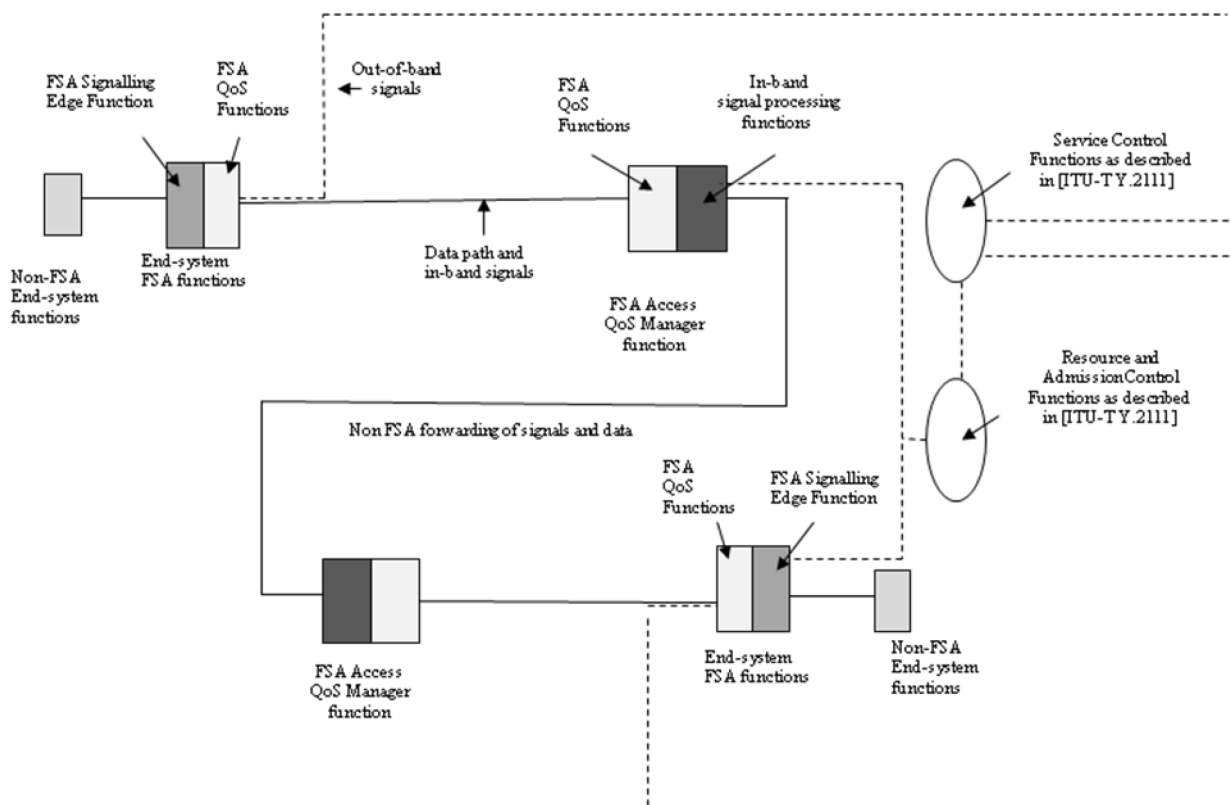 FSA Signalling
Edge Function
FSA
QoS
Functions
Out-of-band
signals
FSA
QoS
Functions
In-band
signal processing
functions
Service Control
Functions as described
in [ITU-TY.2111]
Non-FSA
End-system
functions
End-system
FSA functions
Data path and
in-band signals
FSA Access
QoS Manager
function
Resource and
Admission Control
Functions as described
in [ITU-TY.2111]
Non FSA forwarding of signals and data
FSA
QoS
Functions
FSA Signalling
Edge Function
FSA Access
QoS Manager
function
End-system
FSA functions
Non-FSA
End-system
functions